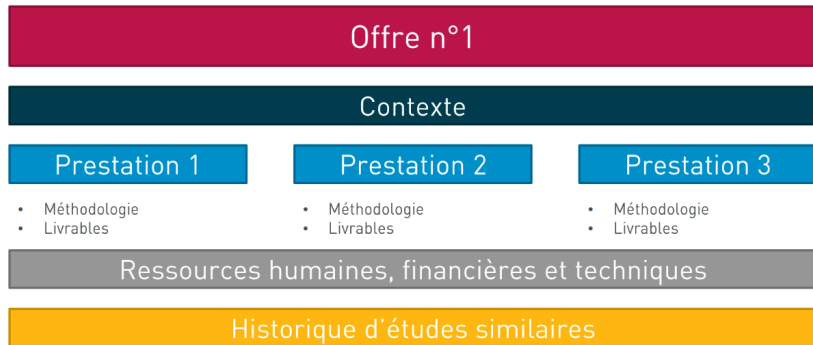 Offre n°1
Contexte
Prestation 1
Prestation 2
Prestation 3
• Méthodologie
• Livrables
• Méthodologie
• Livrables
• Méthodologie
• Livrables
Ressources humaines, financières et techniques
Historique d'études similaires